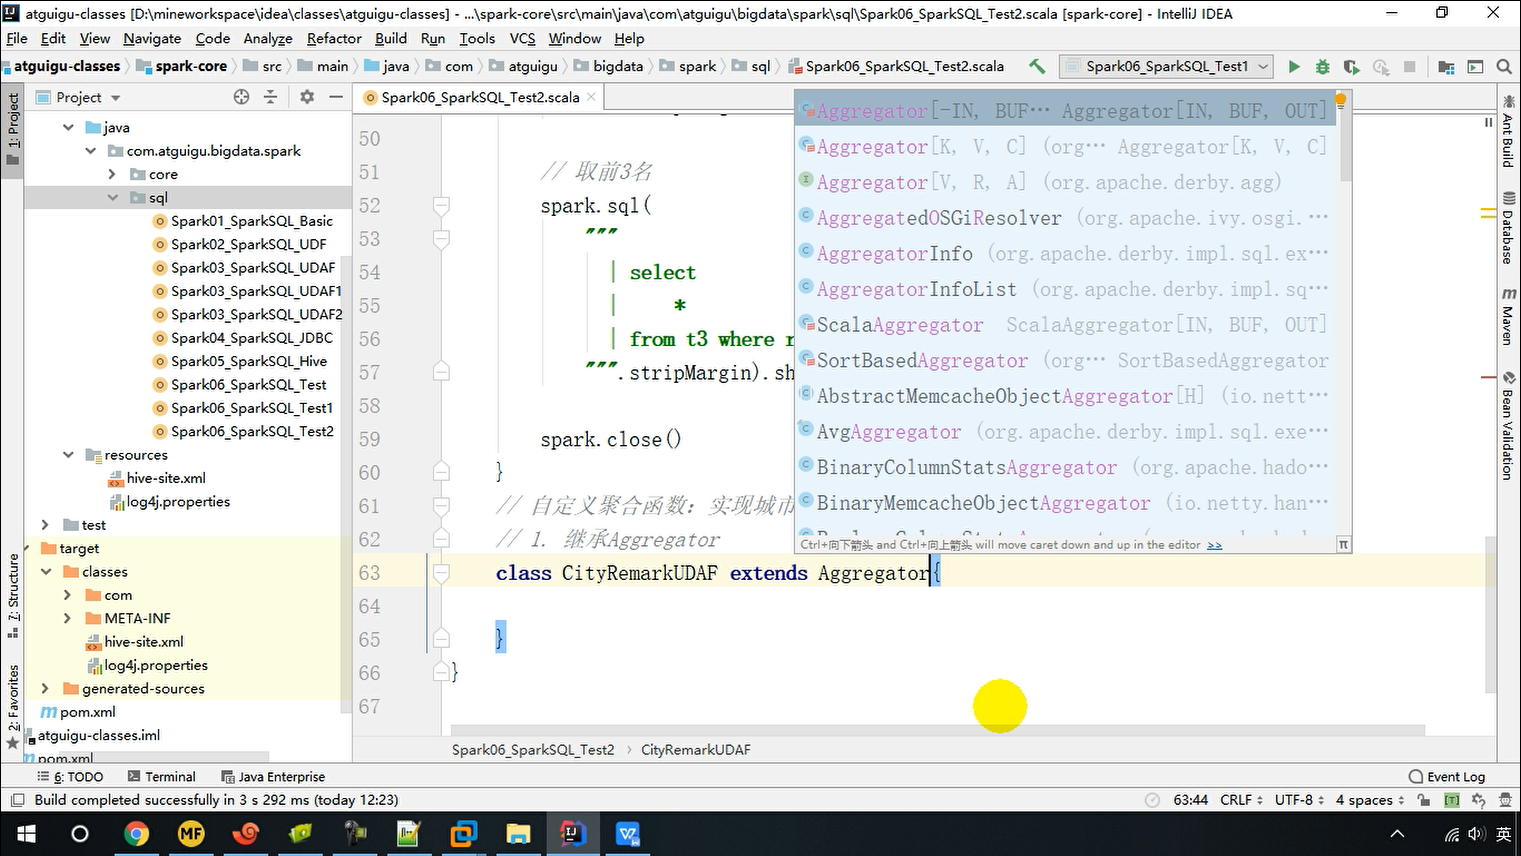 atguigu-classes [D:\mineworkspace\idea\classes\atguigu-classes] - ...\spark-core\src\main\java\com\atguigu\bigdata\spark\sql\Spark06_SparkSQL_Test2.scala [spark-core] - IntelliJ IDEA
File Edit View Navigate Code Analyze Refactor Build Run Tools VCS Window Help
atguigu-classes spark-core src main java com atguigu bigdata spark sql Spark06_SparkSQL_Test2.scala Spark06_SparkSQL_Test1
Project Spark06_SparkSQL_Test2.scala
java
com.atguigu.bigdata.spark
core
sql
Spark01_SparkSQL_Basic
Spark02_SparkSQL_UDF
Spark03_SparkSQL_UDAF
Spark03_SparkSQL_UDAF1
Spark03_SparkSQL_UDAF2
Spark04_SparkSQL_JDBC
Spark05_SparkSQL_Hive
Spark06_SparkSQL_Test
Spark06_SparkSQL_Test1
Spark06_SparkSQL_Test2
resources
hive-site.xml
log4j.properties
test
target
classes
com
META-INF
hive-site.xml
log4j.properties
generated-sources
pom.xml
atguigu-classes.iml
pom.xml
1: Project
7: Structure
2: Favorites
50
51 // 取前3名
52 spark.sql(
53 """
54 | select
55 | *
56 | from t3 where r
57 """.stripMargin).sh
58
59 spark.close()
60 }
61 // 自定义聚合函数：实现城市
62 // 1. 继承Aggregator
63 class CityRemarkUDAF extends Aggregator{
64
65 }
66 }
67
Aggregator[-IN, BUF… Aggregator[IN, BUF, OUT]
Aggregator[K, V, C] (org… Aggregator[K, V, C]
Aggregator[V, R, A] (org.apache.derby.agg)
AggregatedOSGiResolver (org.apache.ivy.osgi.…
AggregatorInfo (org.apache.derby.impl.sql.ex…
AggregatorInfoList (org.apache.derby.impl.sq…
ScalaAggregator ScalaAggregator[IN, BUF, OUT]
SortBasedAggregator (org… SortBasedAggregator
AbstractMemcacheObjectAggregator[H] (io.nett…
AvgAggregator (org.apache.derby.impl.sql.exe…
BinaryColumnStatsAggregator (org.apache.hado…
BinaryMemcacheObjectAggregator (io.netty.han…
Ctrl+向下箭头 and Ctrl+向上箭头 will move caret down and up in the editor >> π
Ant Build
Database
Maven
Bean Validation
Spark06_SparkSQL_Test2 › CityRemarkUDAF
6: TODO Terminal Java Enterprise Event Log
Build completed successfully in 3 s 292 ms (today 12:23) 63:44 CRLF UTF-8 4 spaces [T]
MF 英